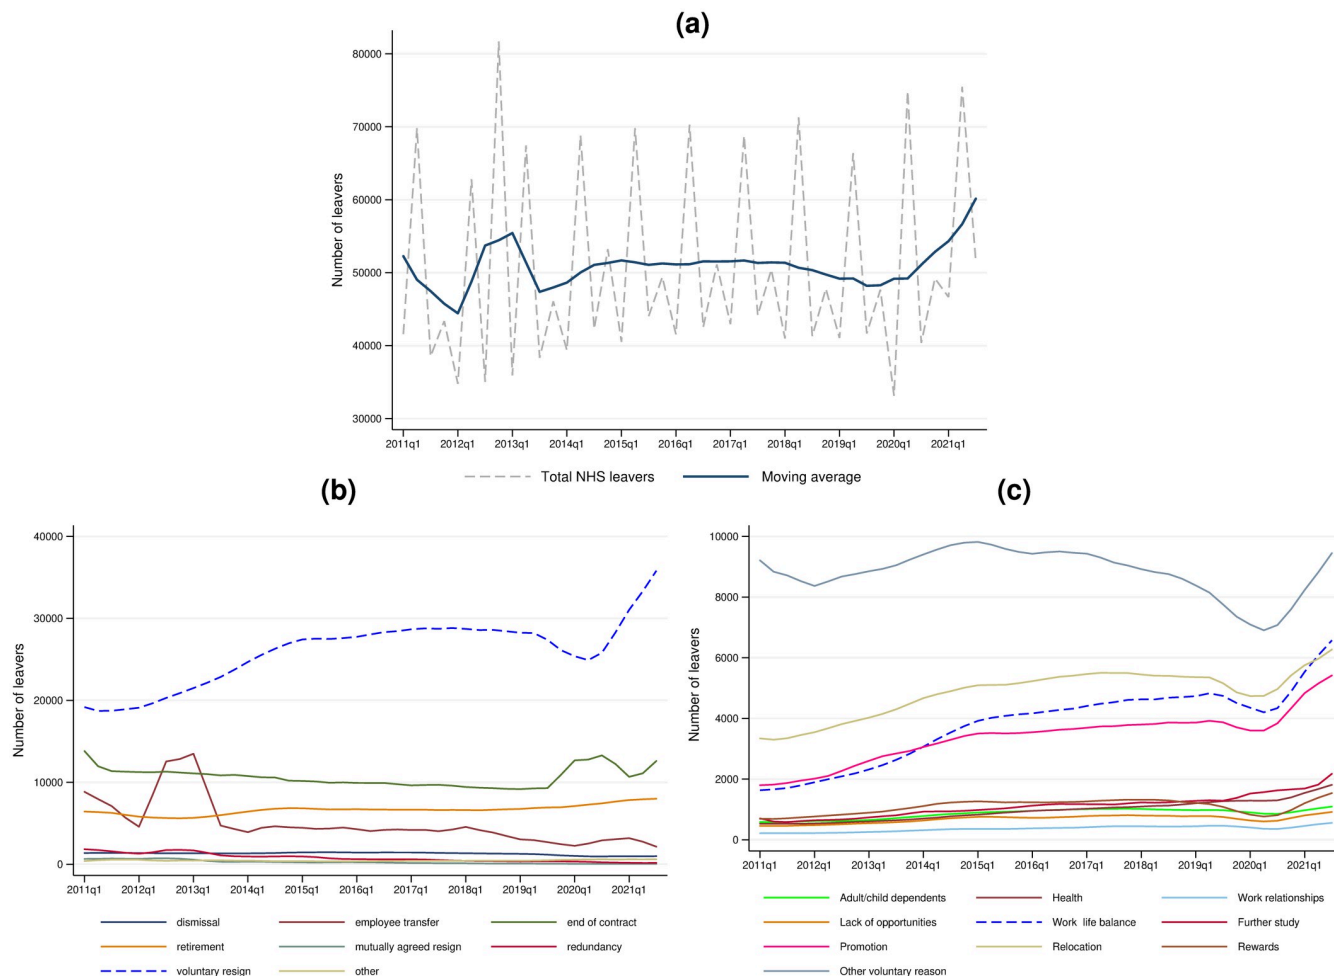 (a)
Number of leavers
80000
70000
60000
50000
40000
30000
2011q1 2012q1 2013q1 2014q1 2015q1 2016q1 2017q1 2018q1 2019q1 2020q1 2021q1
Total NHS leavers Moving average
(b)
Number of leavers
40000
30000
20000
10000
0
2011q1 2012q1 2013q1 2014q1 2015q1 2016q1 2017q1 2018q1 2019q1 2020q1 2021q1
dismissal employee transfer end of contract
retirement mutually agreed resign redundancy
voluntary resign other
(c)
Number of leavers
10000
8000
6000
4000
2000
0
2011q1 2012q1 2013q1 2014q1 2015q1 2016q1 2017q1 2018q1 2019q1 2020q1 2021q1
Adult/child dependents Health Work relationships
Lack of opportunities Work life balance Further study
Promotion Relocation Rewards
Other voluntary reason